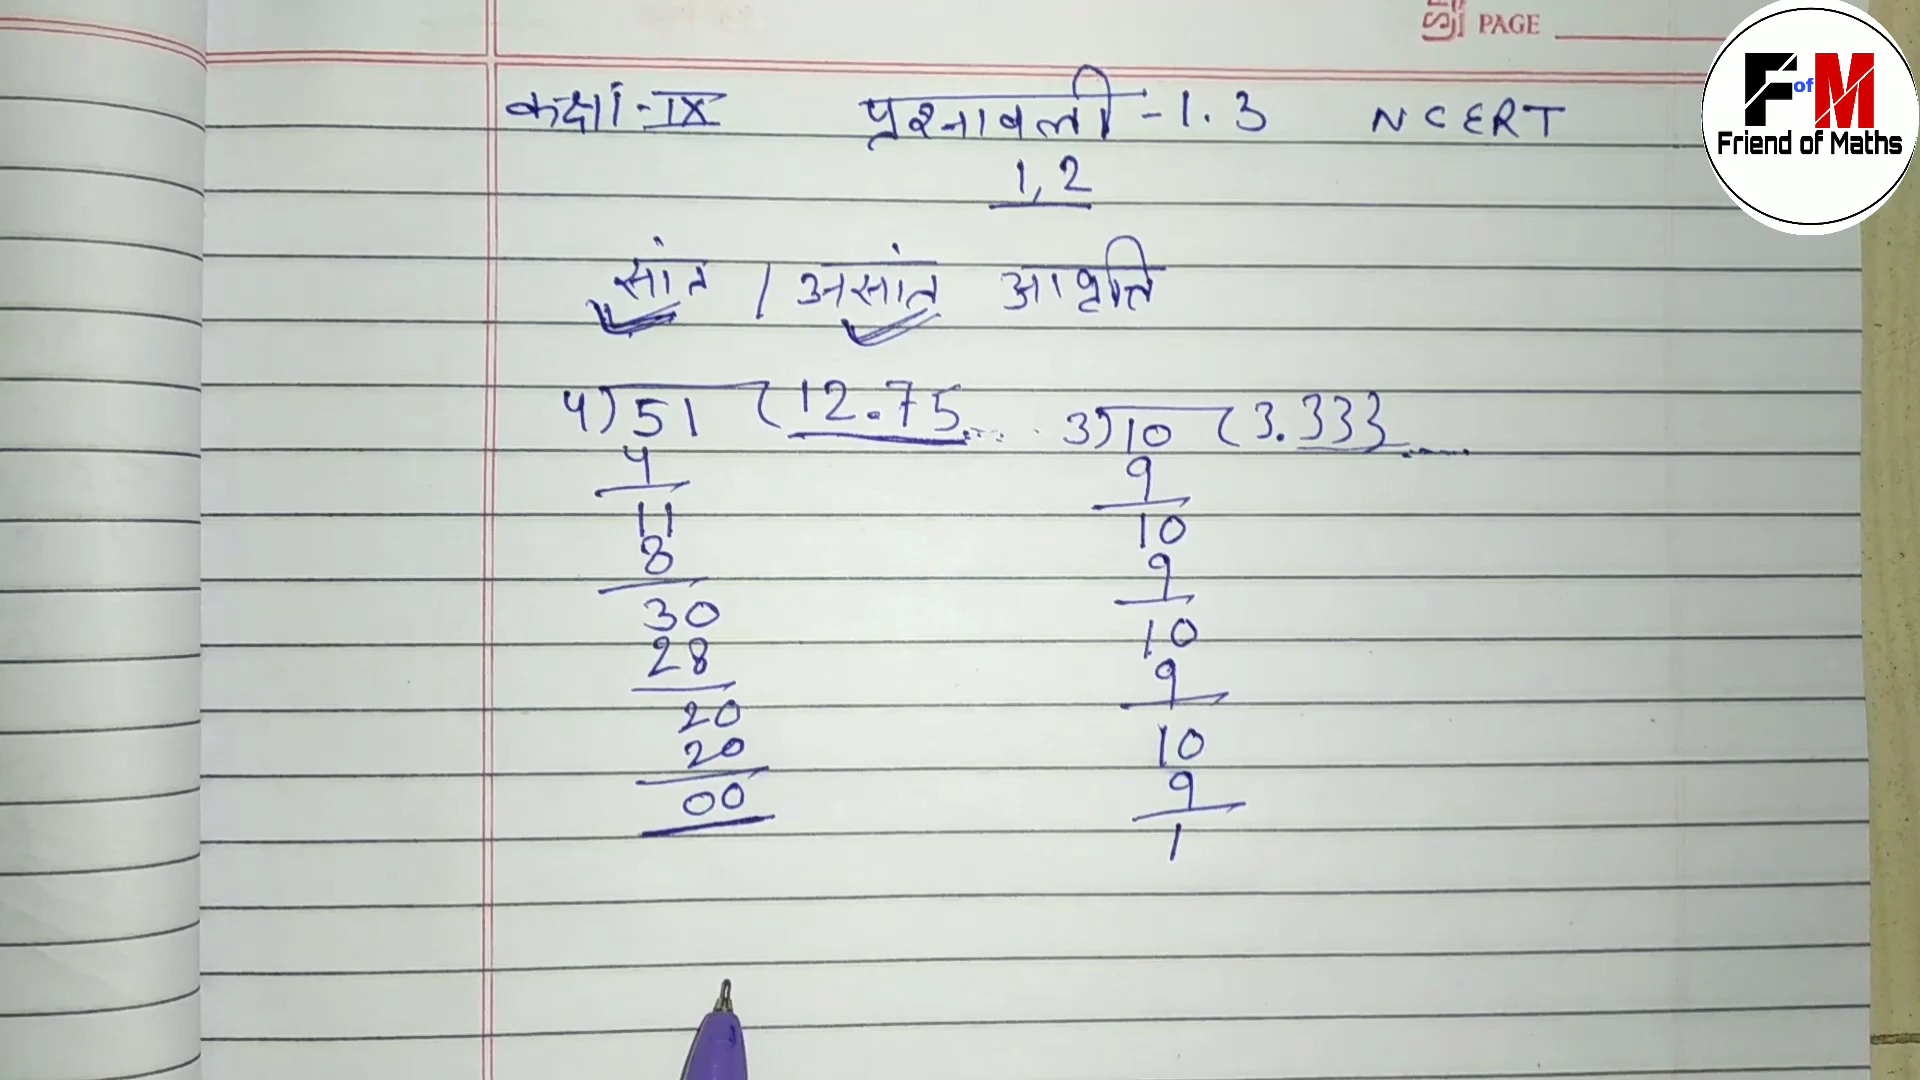 PAGE
F of M
Friend of Maths
कक्षा - IX प्रश्नावली - 1.3 NCERT
1, 2
सांत / असांत आवृत्ति
4) 51 ( 12.75....
4
11
8
30
28
20
20
00
3) 10 ( 3.333.....
9
10
9
10
9
10
9
1